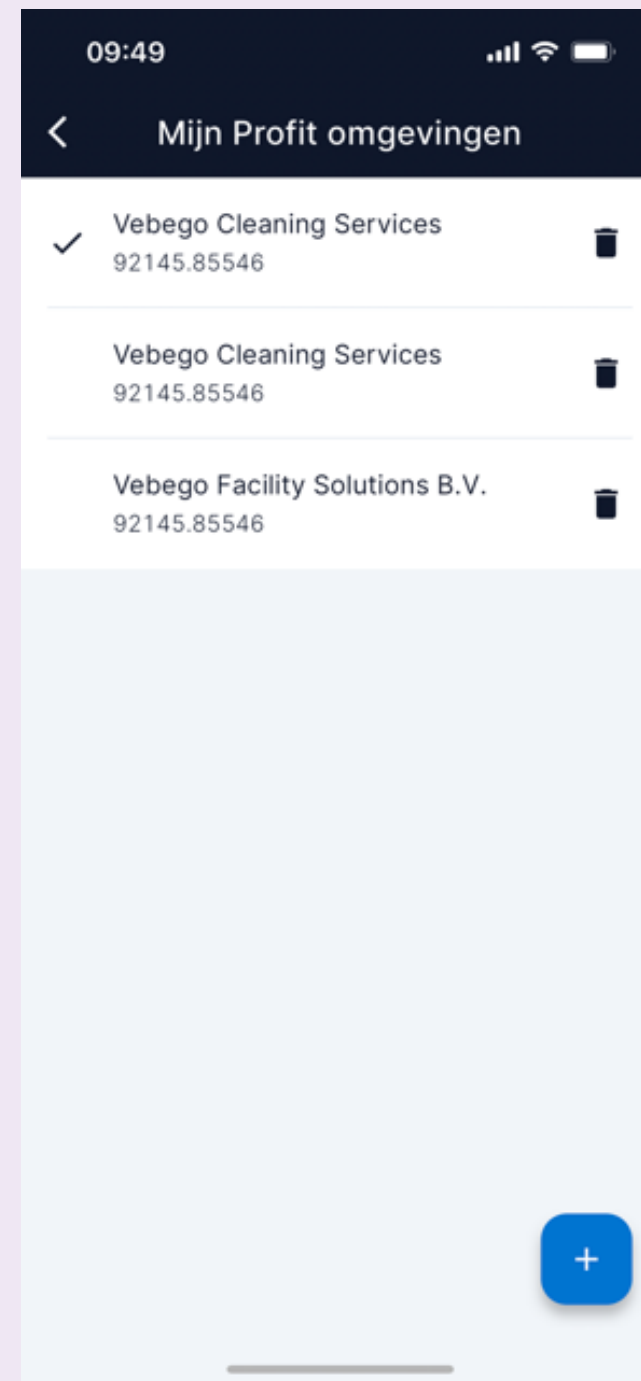 09:49
Mijn Profit omgevingen
Vebego Cleaning Services
92145.85546
Vebego Cleaning Services
92145.85546
Vebego Facility Solutions B.V.
92145.85546